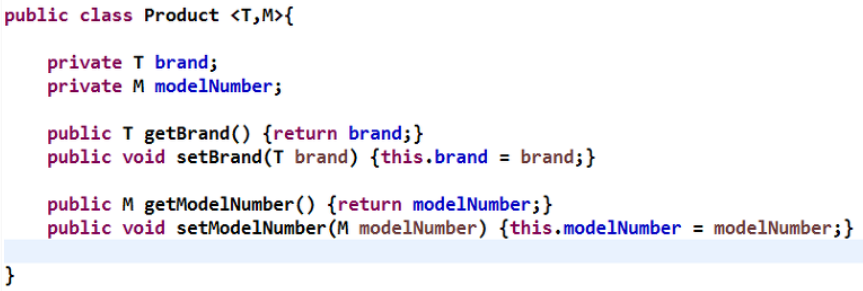 public class Product <T,M>{
private T brand;
private M modelNumber;
public T getBrand() {return brand;}
public void setBrand(T brand) {this.brand = brand;}
public M getModelNumber() {return modelNumber;}
public void setModelNumber(M modelNumber) {this.modelNumber = modelNumber;}
}